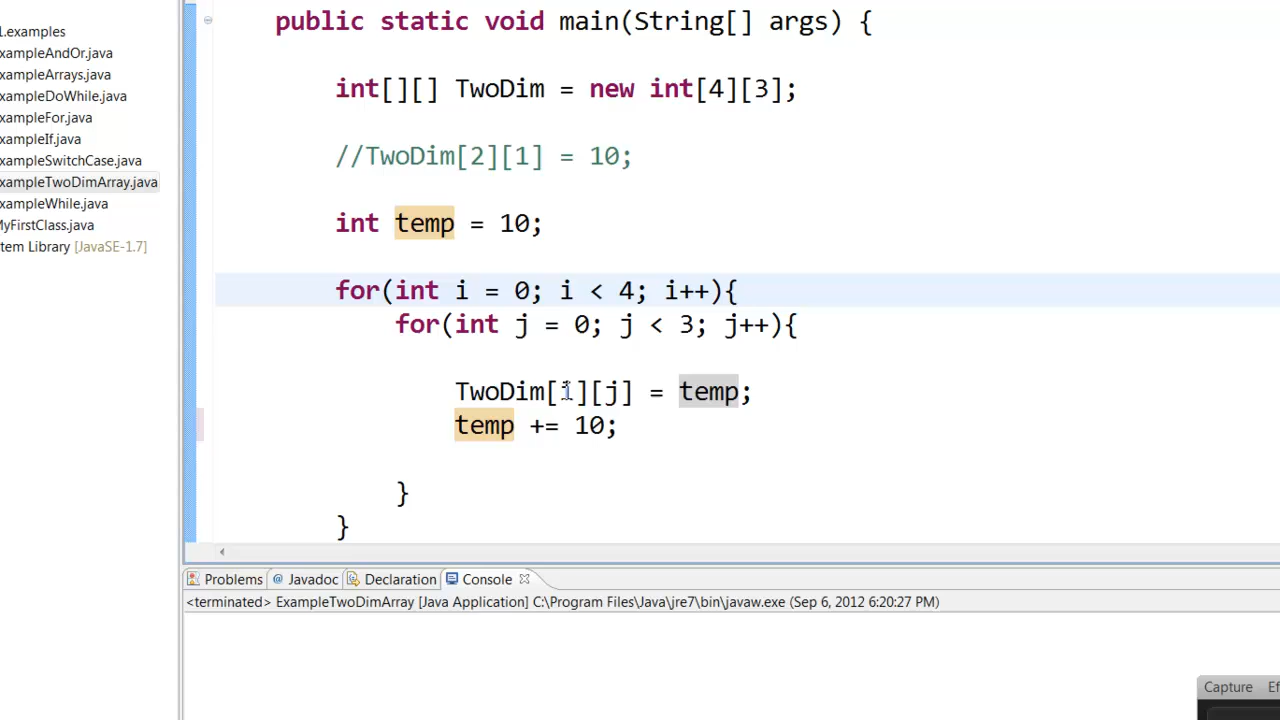 1.examples
xampleAndOr.java
xampleArrays.java
xampleDoWhile.java
xampleFor.java
xampleIf.java
xampleSwitchCase.java
xampleTwoDimArray.java
xampleWhile.java
MyFirstClass.java
tem Library [JavaSE-1.7]
public static void main(String[] args) {
int[][] TwoDim = new int[4][3];
//TwoDim[2][1] = 10;
int temp = 10;
for(int i = 0; i < 4; i++){
for(int j = 0; j < 3; j++){
TwoDim[i][j] = temp;
temp += 10;
}
}
Problems @ Javadoc Declaration Console
<terminated> ExampleTwoDimArray [Java Application] C:\Program Files\Java\jre7\bin\javaw.exe (Sep 6, 2012 6:20:27 PM)
Capture Ef